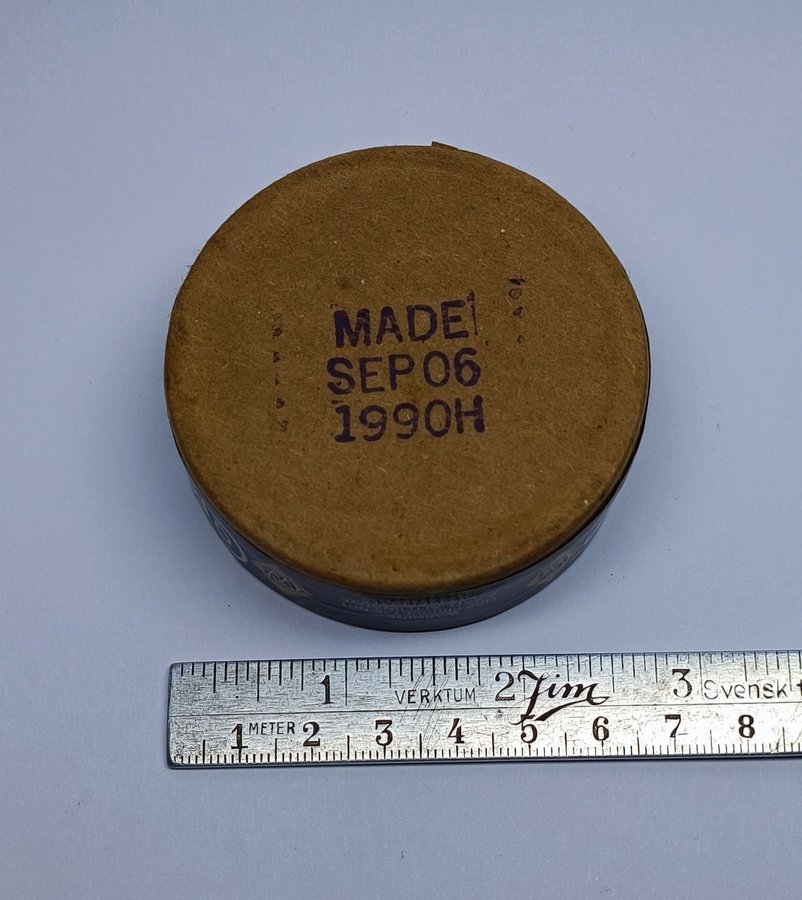 MADE
SEP 06
1990H
1 VERKTUM 2 Jim 3 Svensk
1 METER 2 3 4 5 6 7 8